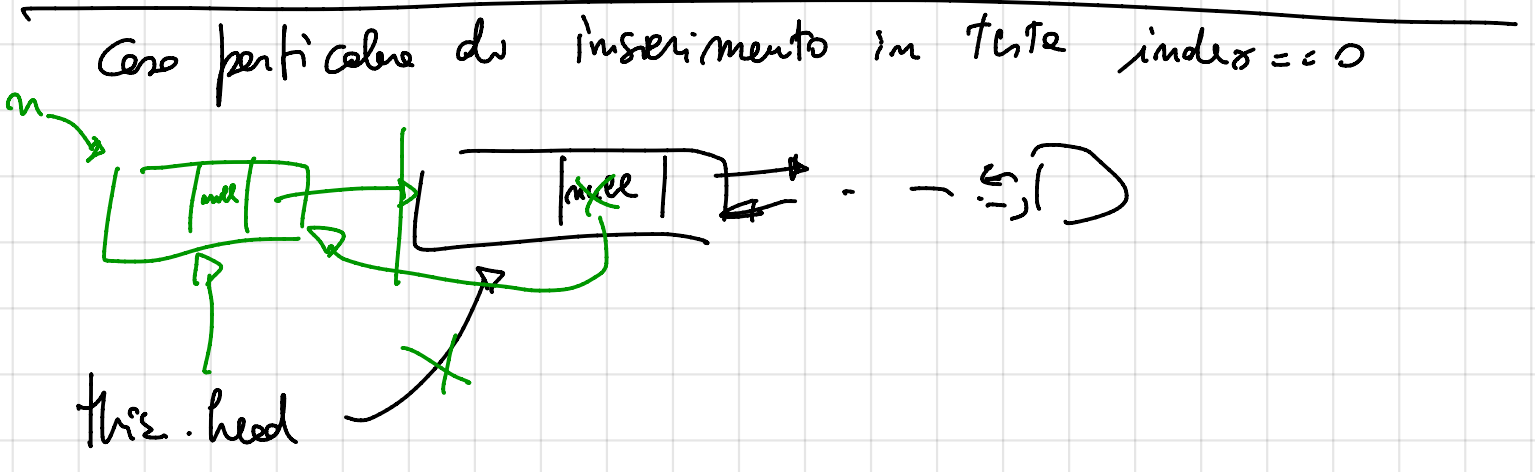 Caso particolare di inserimento in testa index == 0
n
null null
this.head